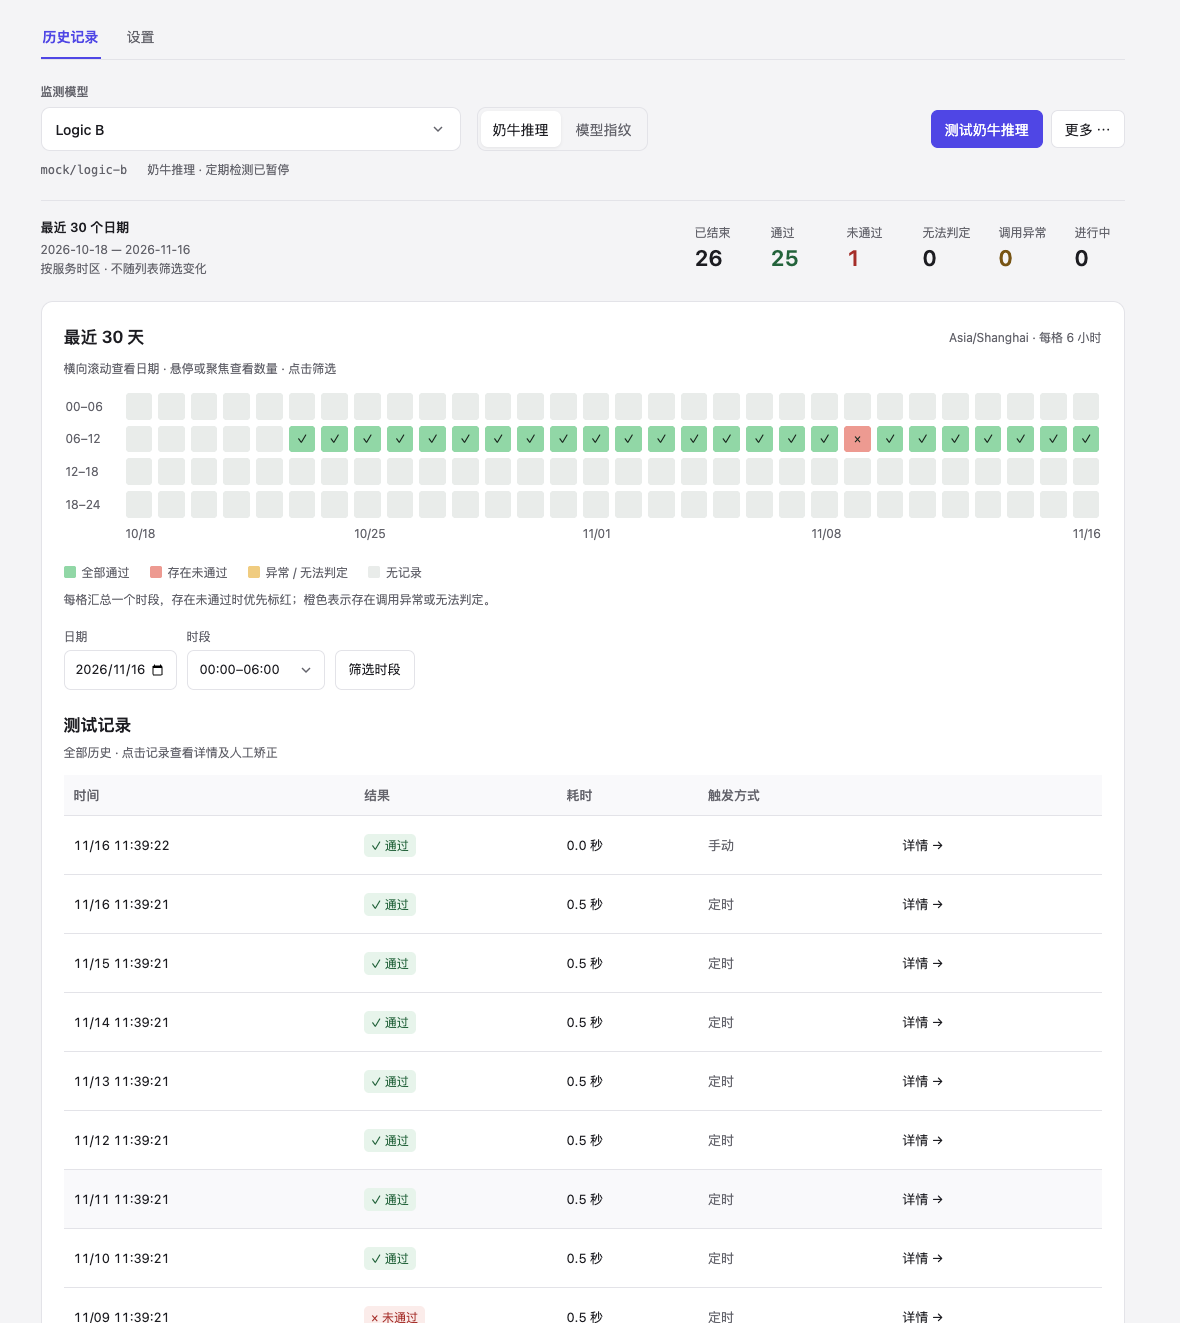 历史记录 设置
监测模型
Logic B 奶牛推理 模型指纹 测试奶牛推理 更多 ···
mock/logic-b 奶牛推理 · 定期检测已暂停
最近 30 个日期
2026-10-18 — 2026-11-16
按服务时区 · 不随列表筛选变化
已结束 通过 未通过 无法判定 调用异常 进行中
26 25 1 0 0 0
最近 30 天 Asia/Shanghai · 每格 6 小时
横向滚动查看日期 · 悬停或聚焦查看数量 · 点击筛选
00–06
06–12 ✓ ✓ ✓ ✓ ✓ ✓ ✓ ✓ ✓ ✓ ✓ ✓ ✓ ✓ ✓ ✓ ✓ × ✓ ✓ ✓ ✓ ✓ ✓ ✓
12–18
18–24
10/18 10/25 11/01 11/08 11/16
全部通过 存在未通过 异常 / 无法判定 无记录
每格汇总一个时段，存在未通过时优先标红；橙色表示存在调用异常或无法判定。
日期 时段
2026/11/16 00:00–06:00 筛选时段
测试记录
全部历史 · 点击记录查看详情及人工矫正
时间 结果 耗时 触发方式
11/16 11:39:22 ✓ 通过 0.0 秒 手动 详情 →
11/16 11:39:21 ✓ 通过 0.5 秒 定时 详情 →
11/15 11:39:21 ✓ 通过 0.5 秒 定时 详情 →
11/14 11:39:21 ✓ 通过 0.5 秒 定时 详情 →
11/13 11:39:21 ✓ 通过 0.5 秒 定时 详情 →
11/12 11:39:21 ✓ 通过 0.5 秒 定时 详情 →
11/11 11:39:21 ✓ 通过 0.5 秒 定时 详情 →
11/10 11:39:21 ✓ 通过 0.5 秒 定时 详情 →
11/09 11:39:21 × 未通过 0.5 秒 定时 详情 →